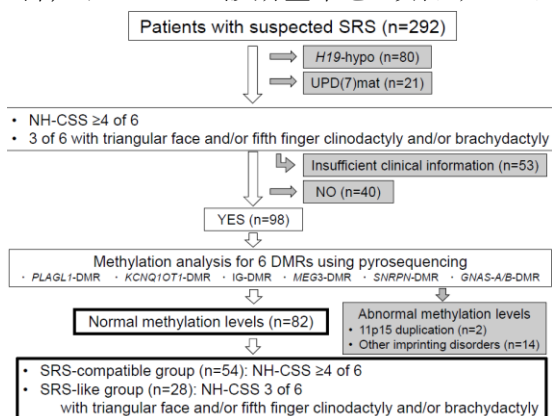 Patients with suspected SRS (n=292)
H19-hypo (n=80)
UPD(7)mat (n=21)
• NH-CSS ≥4 of 6
• 3 of 6 with triangular face and/or fifth finger clinodactyly and/or brachydactyly
Insufficient clinical information (n=53)
NO (n=40)
YES (n=98)
Methylation analysis for 6 DMRs using pyrosequencing
・PLAGL1-DMR ・KCNQ1OT1-DMR ・IG-DMR ・MEG3-DMR ・SNRPN-DMR ・GNAS-A/B-DMR
Normal methylation levels (n=82)
Abnormal methylation levels
• 11p15 duplication (n=2)
• Other imprinting disorders (n=14)
• SRS-compatible group (n=54): NH-CSS ≥4 of 6
• SRS-like group (n=28): NH-CSS 3 of 6
with triangular face and/or fifth finger clinodactyly and/or brachydactyly